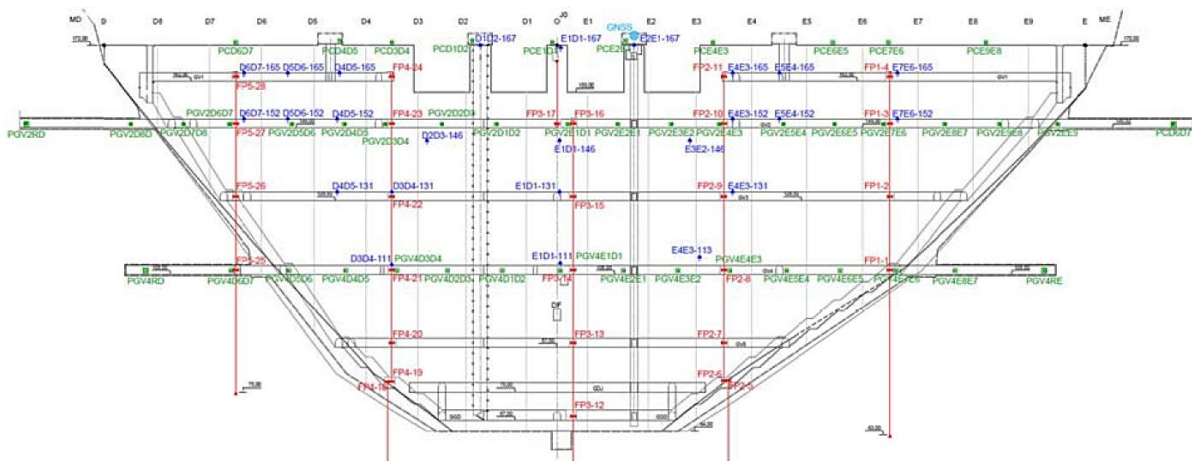 MD D D8 D7 D6 D5 D4 D3 D2 D1 J0 E1 E2 E3 E4 E5 E6 E7 E8 E9 E ME
GNSS
D1D2-167 E1D1-167 E2E1-167
PCD6D7 PCD4D5 PCD3D4 PCD1D2 PCE1D1 PCE4E3 PCE6E5 PCE7E6 PCE9E8
D6D7-165 D5D6-165 D4D5-165 FP4-24 FP2-11 E4E3-165 E5E4-165 FP1-4 E7E6-165
GV1 GV1
FP5-28
PGV2D6D7 D6D7-152 D5D6-152 D4D5-152 FP4-23 PGV2D2D3 FP3-17 FP3-16 FP2-10 E4E3-152 E5E4-152 FP1-3 E7E6-152
PGV2RD PGV2D8D PGV2D7D8 FP5-27 PGV2D5D6 PGV2D4D5 PGV2D1D2 PGV2E1D1 PGV2E2E1 PGV2E3E2 PGV2E4E3 PGV2E5E4 PGV2E6E5 PGV2E7E6 PGV2E8E7 PGV2E9E8 PCD6D7
PGV2D3D4 D2D3-146 E1D1-146 E3E2-146
FP5-26 D4D5-131 D3D4-131 E1D1-131 FP2-9 E4E3-131 FP1-2
FP4-22 FP3-15
FP5-25 D3D4-111 PGV4D3D4 E1D1-111 PGV4E1D1 E4E3-113 PGV4E4E3 FP1-1
PGV4RD PGV4D6D7 PGV4D5D6 PGV4D4D5 FP4-21 PGV4D2D3 PGV4D1D2 FP3-14 PGV4E2E1 PGV4E3E2 FP2-8 PGV4E5E4 PGV4E6E5 PGV4E7E6 PGV4E8E7 PGV4RE
DF
FP4-20 FP3-13 FP2-7
FP4-19 FP2-6
GDJ
FP3-12